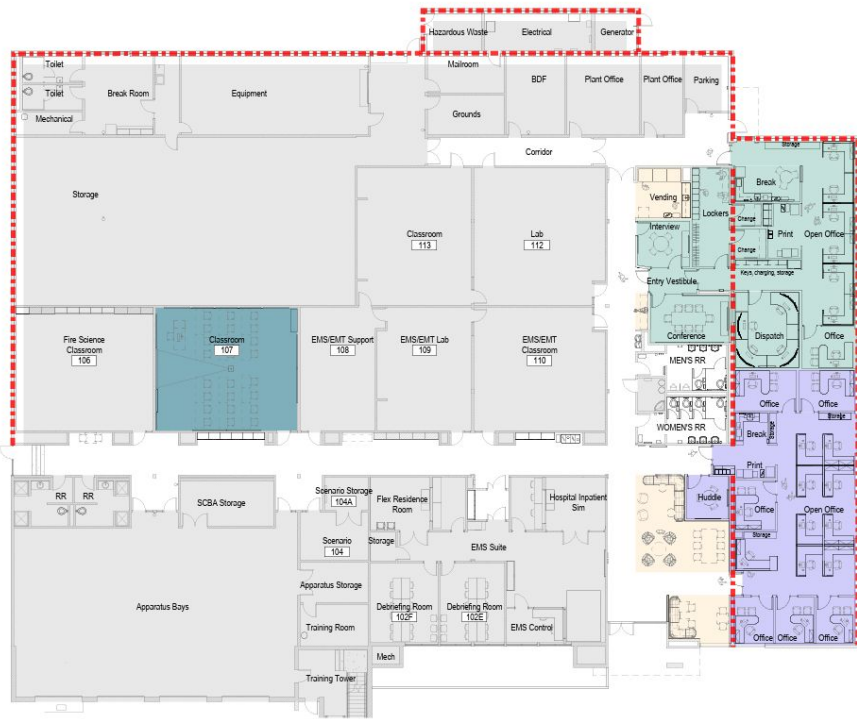 Hazardous Waste
Electrical
Generator
Toilet
Toilet
Mechanical
Break Room
Equipment
Mailroom
Grounds
BDF
Plant Office
Plant Office
Parking
Corridor
Storage
Storage
Break
Vending
Lockers
Change
Change
Print
Open Office
Interview
Classroom
113
Lab
112
Keys, charging, storage
Entry Vestibule
Fire Science
Classroom
106
Classroom
107
EMS/EMT Support
108
EMS/EMT Lab
109
EMS/EMT
Classroom
110
Conference
Dispatch
Office
MEN'S RR
WOMEN'S RR
Office
Office
Storage
Break
Storage
Print
RR
RR
SCBA Storage
Scenario Storage
104A
Flex Residence
Room
Hospital Inpatient
Sim
Huddle
Office
Open Office
Storage
Scenario
104
Storage
EMS Suite
Apparatus Storage
Apparatus Bays
Training Room
Debriefing Room
102F
Debriefing Room
102E
EMS Control
Office
Office
Office
Mech
Training Tower